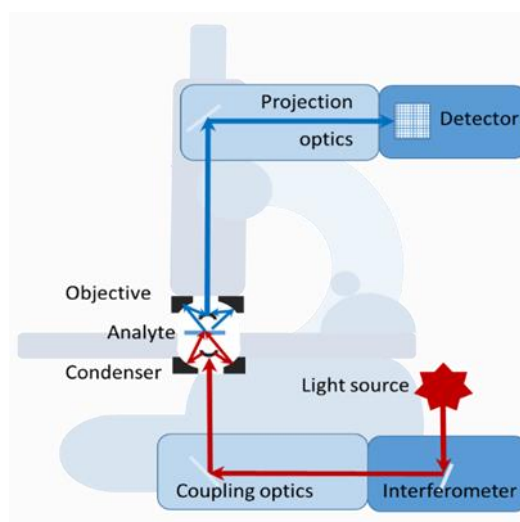 Projection
optics
Detector
Objective
Analyte
Condenser
Light source
Coupling optics
Interferometer